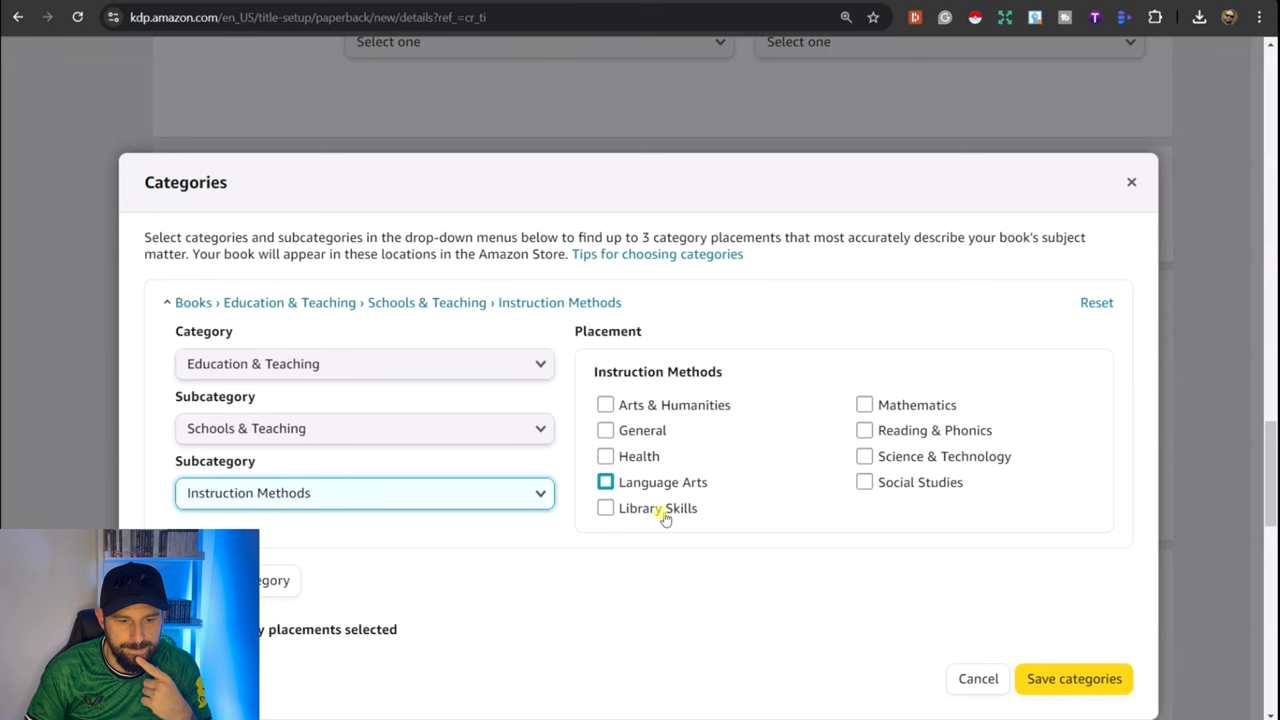 kdp.amazon.com/en_US/title-setup/paperback/new/details?ref_=cr_ti
Select one
Select one
Categories
Select categories and subcategories in the drop-down menus below to find up to 3 category placements that most accurately describe your book's subject
matter. Your book will appear in these locations in the Amazon Store. Tips for choosing categories
Books › Education & Teaching › Schools & Teaching › Instruction Methods
Reset
Category
Education & Teaching
Subcategory
Schools & Teaching
Subcategory
Instruction Methods
Placement
Instruction Methods
Arts & Humanities
General
Health
Language Arts
Library Skills
Mathematics
Reading & Phonics
Science & Technology
Social Studies
placements selected
Cancel
Save categories